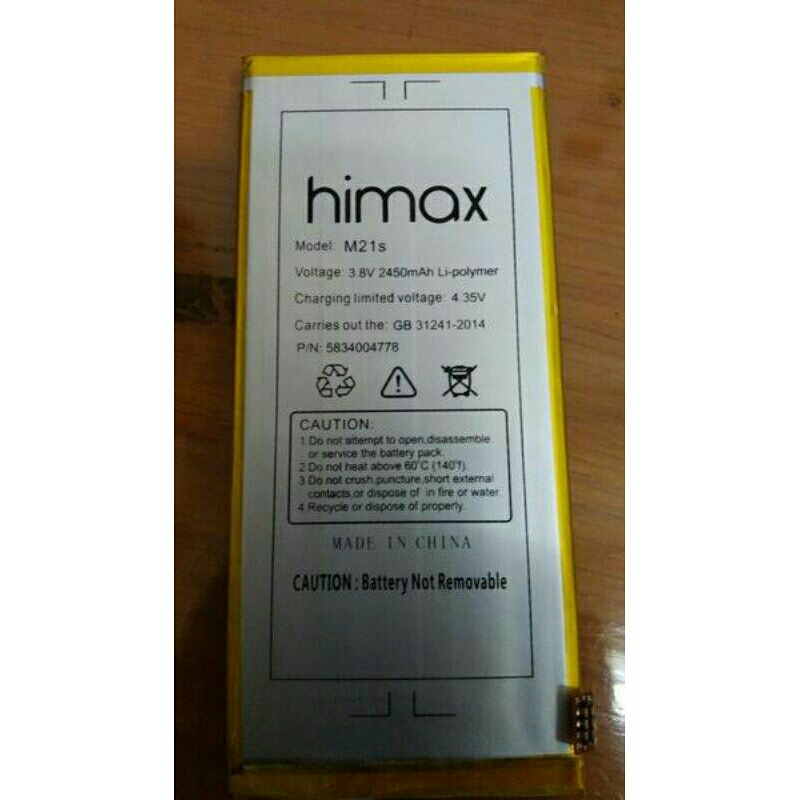 himax
Model: M21s
Voltage: 3.8V 2450mAh Li-polymer
Charging limited voltage: 4.35V
Carries out the: GB 31241-2014
P/N: 5834004778
CAUTION:
1 Do not attempt to open,disassemble
or service the battery pack.
2 Do not heat above 60°C (140°f).
3 Do not crush,puncture,short external
contacts,or dispose of in fire or water.
4 Recycle or dispose of properly.
MADE IN CHINA
CAUTION : Battery Not Removable